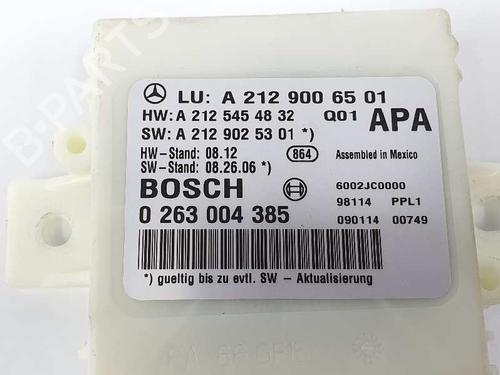 B-PARTS
LU: A 212 900 65 01
HW: A 212 545 48 32 Q01 APA
SW: A 212 902 53 01 *)
HW-Stand: 08.12 864 Assembled in Mexico
SW-Stand: 08.26.06 *)
BOSCH 6002JC0000
0 263 004 385 98114 PPL1
090114 00749
*) gueltig bis zu evtl. SW - Aktualisierung